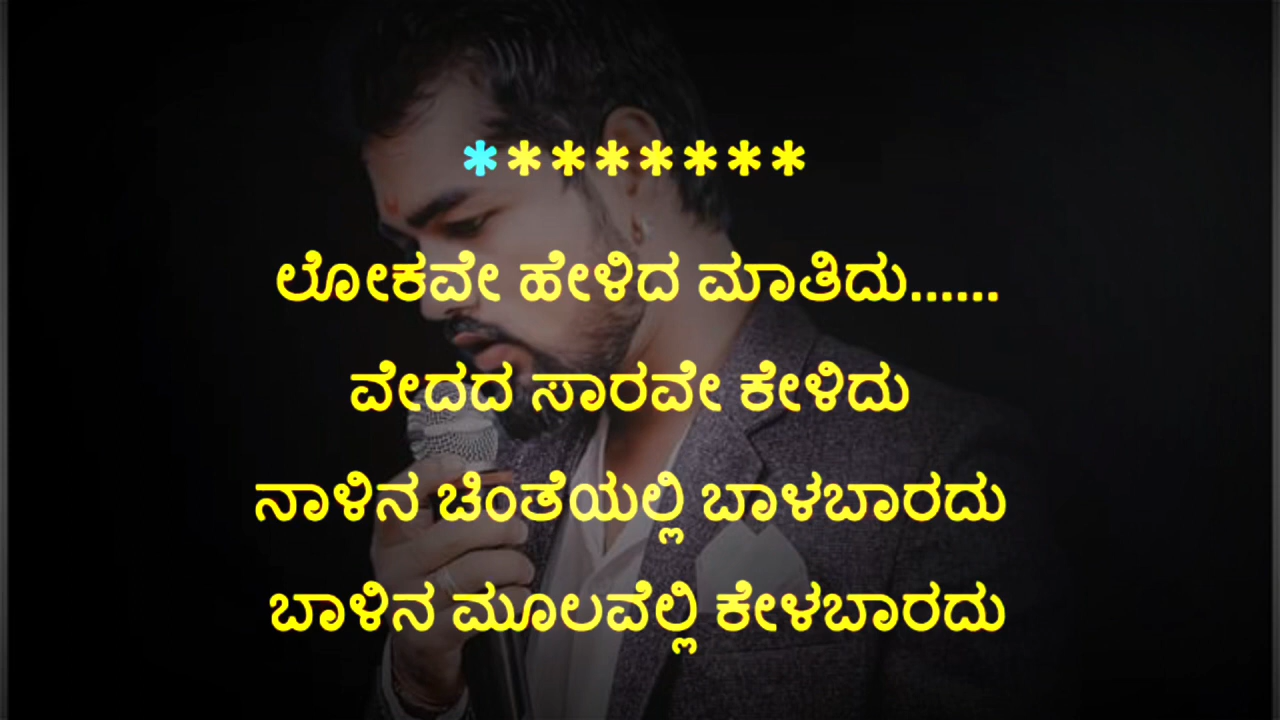 ********
ಲೋಕವೇ ಹೇಳಿದ ಮಾತಿದು......
ವೇದದ ಸಾರವೇ ಕೇಳಿದು
ನಾಳಿನ ಚಿಂತೆಯಲ್ಲಿ ಬಾಳಬಾರದು
ಬಾಳಿನ ಮೂಲವೆಲ್ಲಿ ಕೇಳಬಾರದು